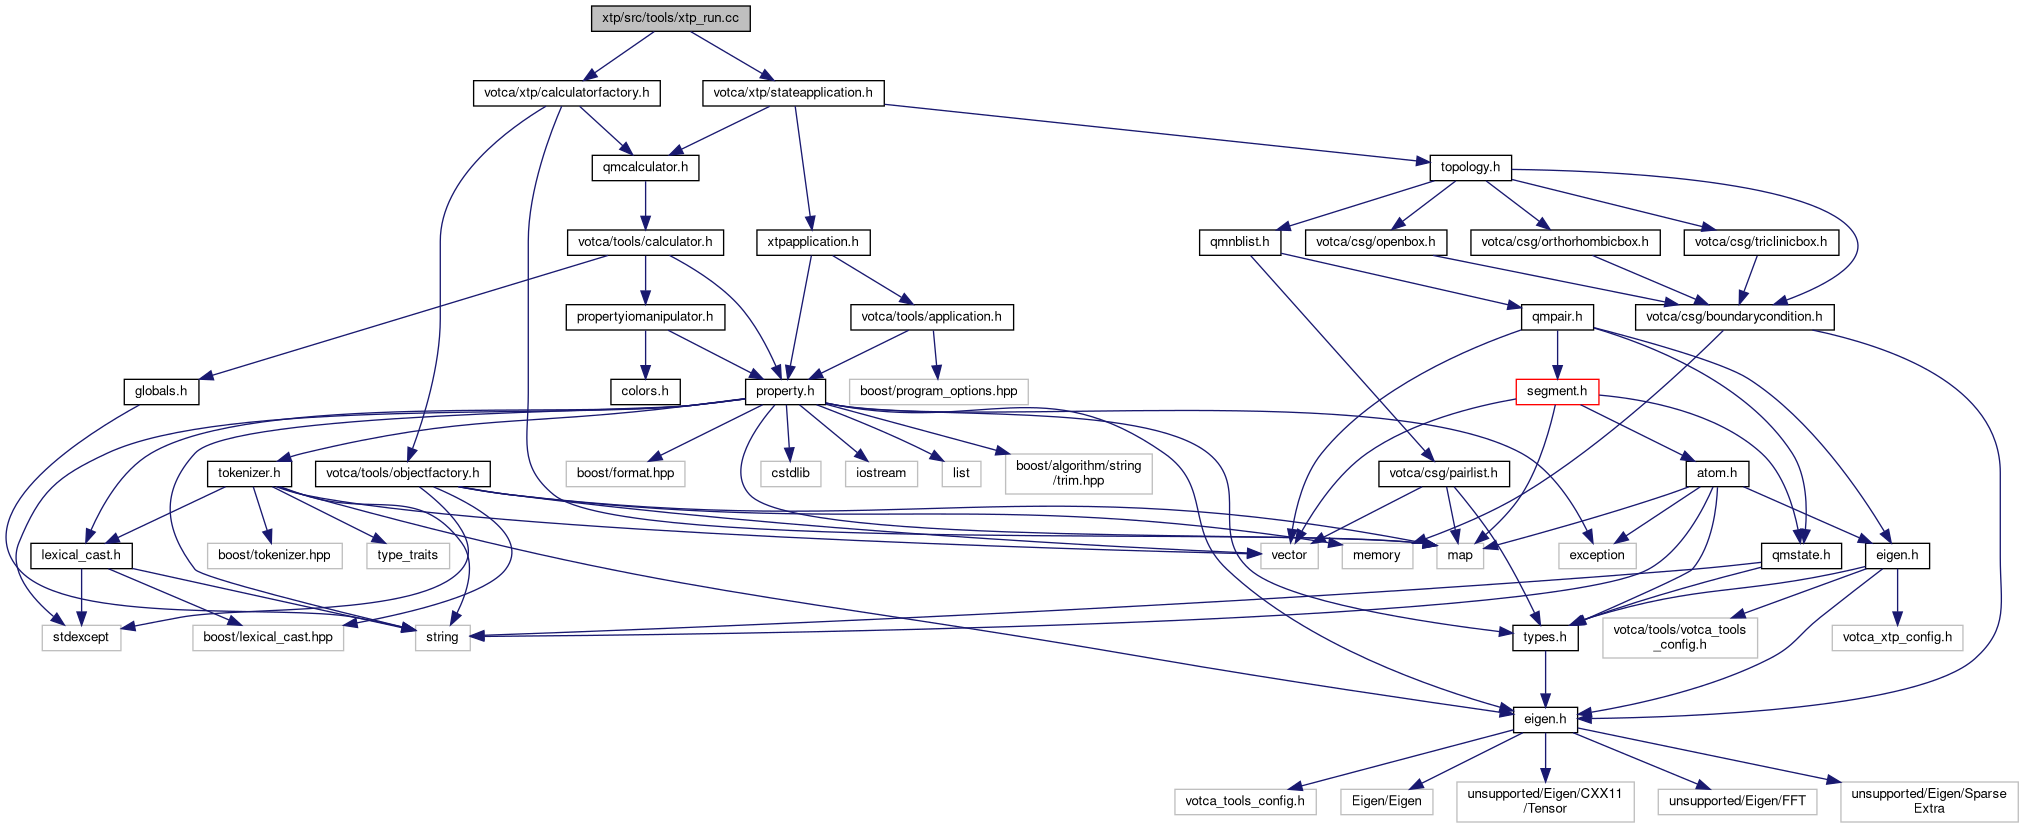 xtp/src/tools/xtp_run.cc
votca/xtp/calculatorfactory.h
votca/xtp/stateapplication.h
qmcalculator.h
topology.h
votca/tools/calculator.h
xtpapplication.h
qmnblist.h
votca/csg/openbox.h
votca/csg/orthorhombicbox.h
votca/csg/triclinicbox.h
propertyiomanipulator.h
votca/tools/application.h
qmpair.h
votca/csg/boundarycondition.h
globals.h
colors.h
property.h
boost/program_options.hpp
segment.h
tokenizer.h
votca/tools/objectfactory.h
boost/format.hpp
cstdlib
iostream
list
boost/algorithm/string
/trim.hpp
votca/csg/pairlist.h
atom.h
lexical_cast.h
boost/tokenizer.hpp
type_traits
vector
memory
map
exception
qmstate.h
eigen.h
stdexcept
boost/lexical_cast.hpp
string
types.h
votca/tools/votca_tools
_config.h
votca_xtp_config.h
eigen.h
votca_tools_config.h
Eigen/Eigen
unsupported/Eigen/CXX11
/Tensor
unsupported/Eigen/FFT
unsupported/Eigen/Sparse
Extra